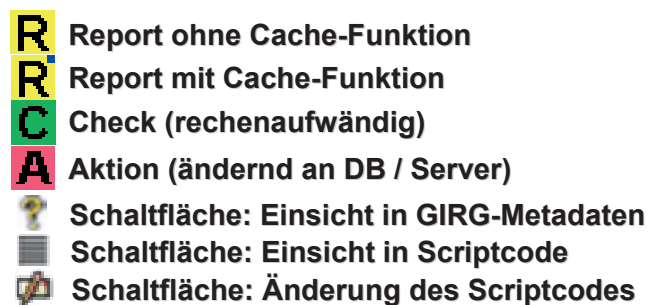 R Report ohne Cache-Funktion
R Report mit Cache-Funktion
C Check (rechenaufwändig)
A Aktion (ändernd an DB / Server)
? Schaltfläche: Einsicht in GIRG-Metadaten
Schaltfläche: Einsicht in Scriptcode
Schaltfläche: Änderung des Scriptcodes